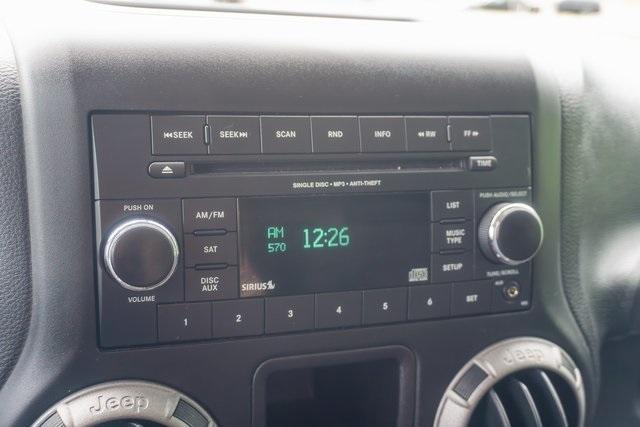 SEEK SEEK SCAN RND INFO RW FF
TIME
SINGLE DISC • MP3 • ANTI-THEFT
PUSH ON
VOLUME
AM/FM
SAT
DISC AUX
AM 12:26
570
SIRIUS
LIST
MUSIC TYPE
SETUP
PUSH AUDIO/SELECT
TUNE/SCROLL
1 2 3 4 5 6 SET
Jeep
Jeep